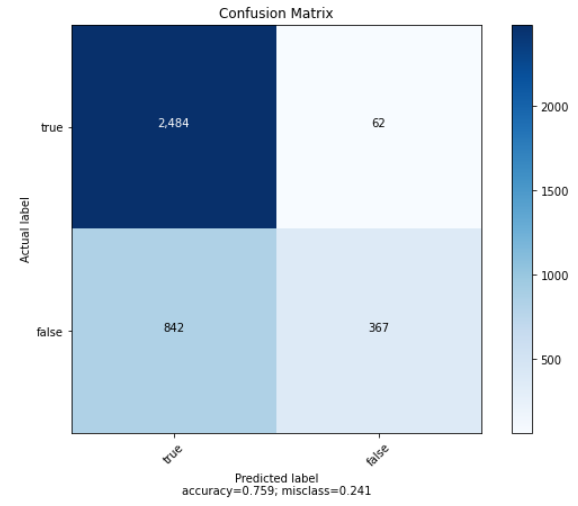 Confusion Matrix
true
2,484
62
2000
1500
Actual label
1000
false
842
367
500
true
false
Predicted label
accuracy=0.759; misclass=0.241